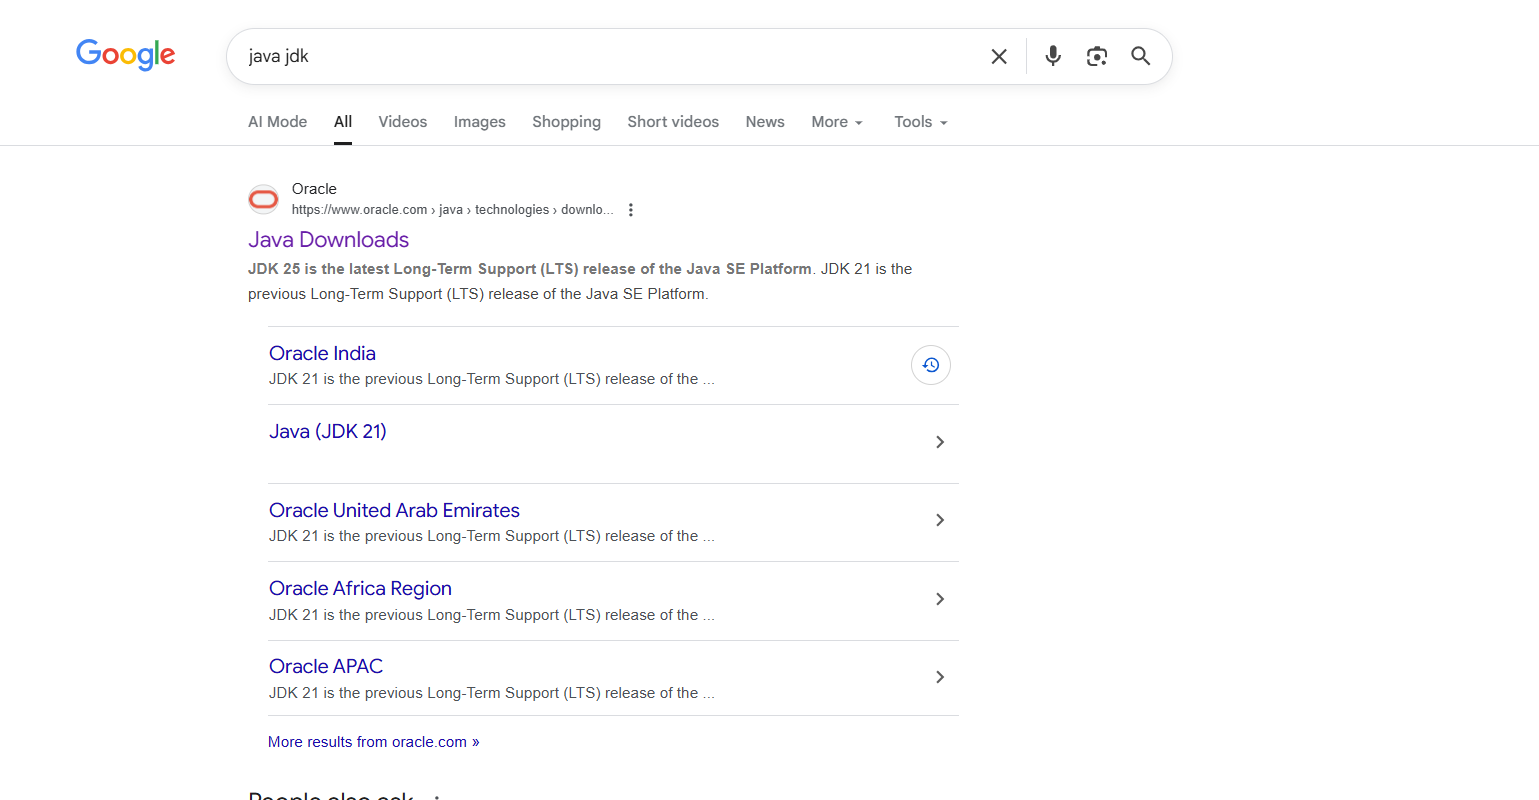 Google
java jdk
AI Mode All Videos Images Shopping Short videos News More Tools
Oracle
https://www.oracle.com › java › technologies › downlo...
Java Downloads
JDK 25 is the latest Long-Term Support (LTS) release of the Java SE Platform. JDK 21 is the
previous Long-Term Support (LTS) release of the Java SE Platform.
Oracle India
JDK 21 is the previous Long-Term Support (LTS) release of the ...
Java (JDK 21)
Oracle United Arab Emirates
JDK 21 is the previous Long-Term Support (LTS) release of the ...
Oracle Africa Region
JDK 21 is the previous Long-Term Support (LTS) release of the ...
Oracle APAC
JDK 21 is the previous Long-Term Support (LTS) release of the ...
More results from oracle.com »
People also ask